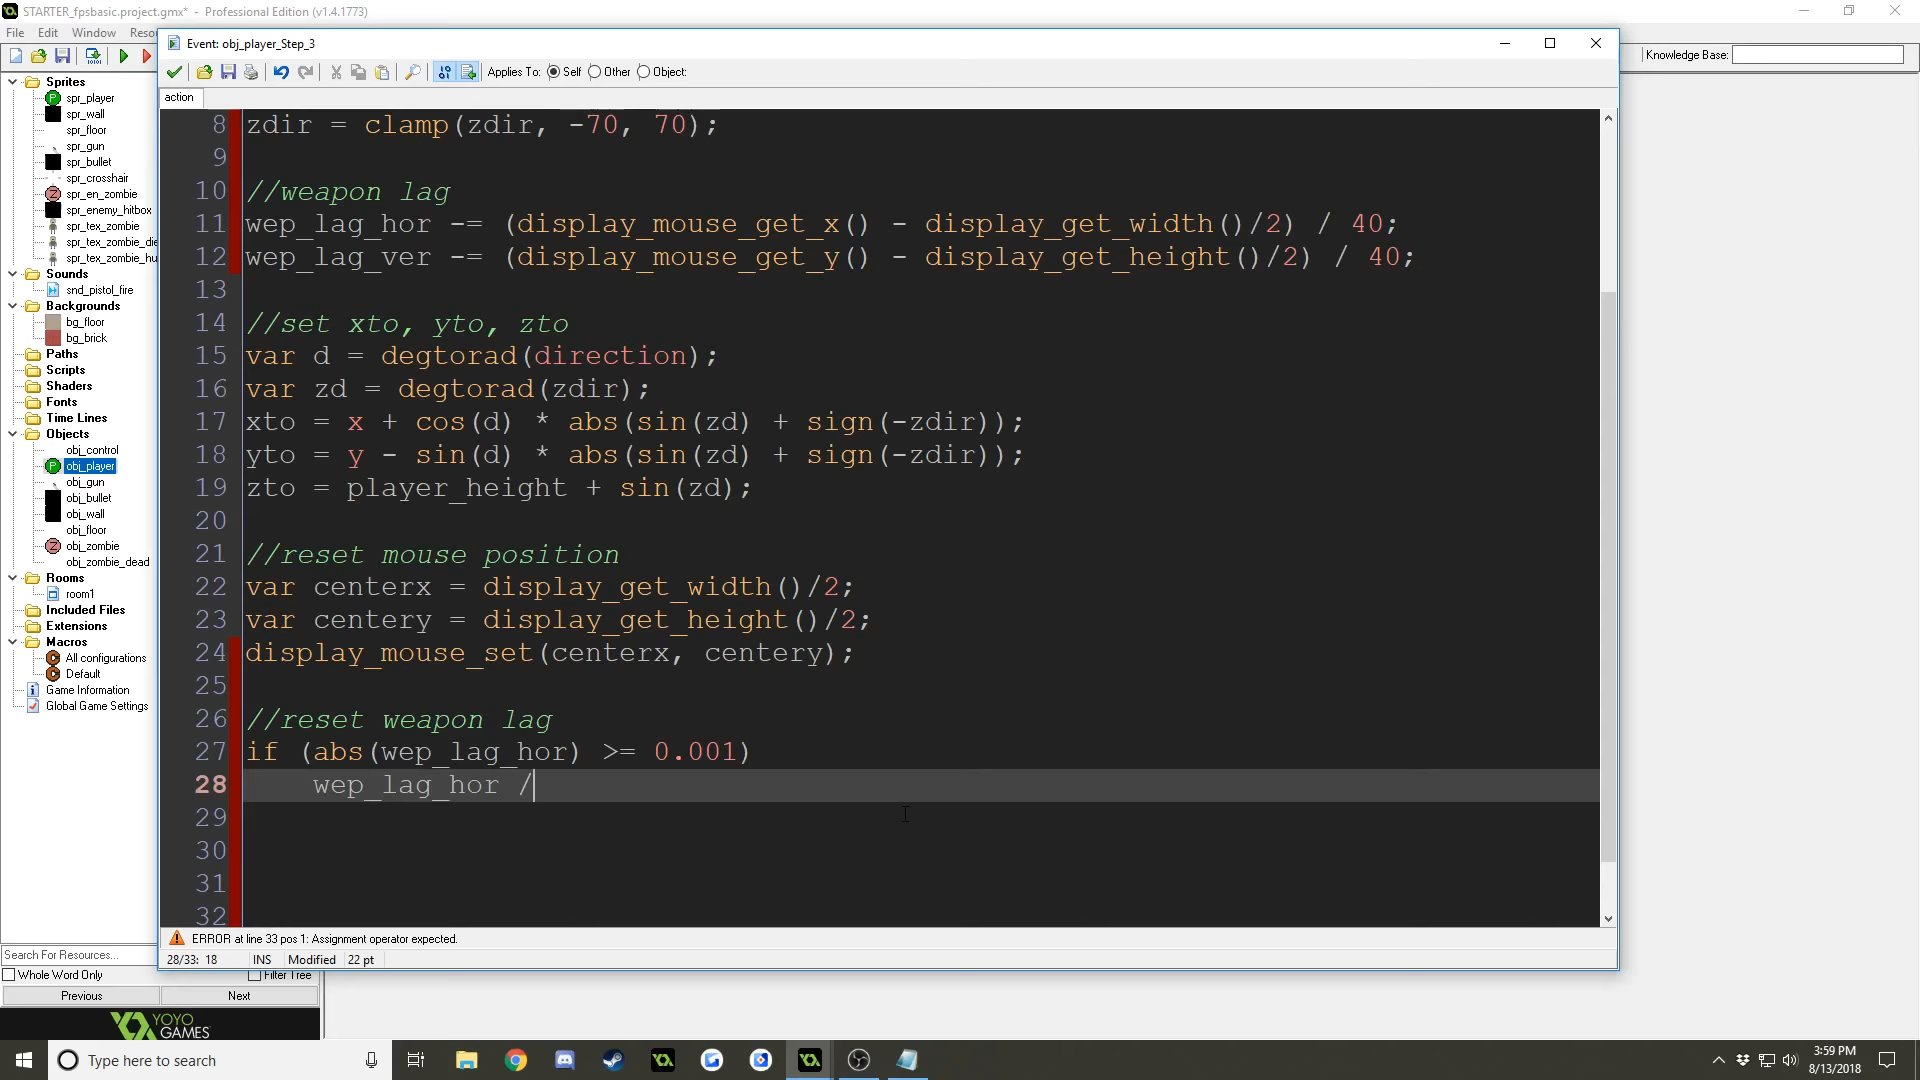 STARTER_fpsbasic.project.gmx* - Professional Edition (v1.4.1773)
File Edit Window Resou
Event: obj_player_Step_3
Applies To: Self Other Object:
Knowledge Base:
action
Sprites
spr_player
spr_wall
spr_floor
spr_gun
spr_bullet
spr_crosshair
spr_en_zombie
spr_enemy_hitbox
spr_tex_zombie
spr_tex_zombie_die
spr_tex_zombie_hu
Sounds
snd_pistol_fire
Backgrounds
bg_floor
bg_brick
Paths
Scripts
Shaders
Fonts
Time Lines
Objects
obj_control
obj_player
obj_gun
obj_bullet
obj_wall
obj_floor
obj_zombie
obj_zombie_dead
Rooms
room1
Included Files
Extensions
Macros
All configurations
Default
Game Information
Global Game Settings
Search For Resources...
Whole Word Only Filter Tree
Previous Next
YOYO
GAMES
8 zdir = clamp(zdir, -70, 70);
9
10 //weapon lag
11 wep_lag_hor -= (display_mouse_get_x() - display_get_width()/2) / 40;
12 wep_lag_ver -= (display_mouse_get_y() - display_get_height()/2) / 40;
13
14 //set xto, yto, zto
15 var d = degtorad(direction);
16 var zd = degtorad(zdir);
17 xto = x + cos(d) * abs(sin(zd) + sign(-zdir));
18 yto = y - sin(d) * abs(sin(zd) + sign(-zdir));
19 zto = player_height + sin(zd);
20
21 //reset mouse position
22 var centerx = display_get_width()/2;
23 var centery = display_get_height()/2;
24 display_mouse_set(centerx, centery);
25
26 //reset weapon lag
27 if (abs(wep_lag_hor) >= 0.001)
28 wep_lag_hor /
29
30
31
32
ERROR at line 33 pos 1: Assignment operator expected.
28/33: 18 INS Modified 22 pt
Type here to search
3:59 PM
8/13/2018